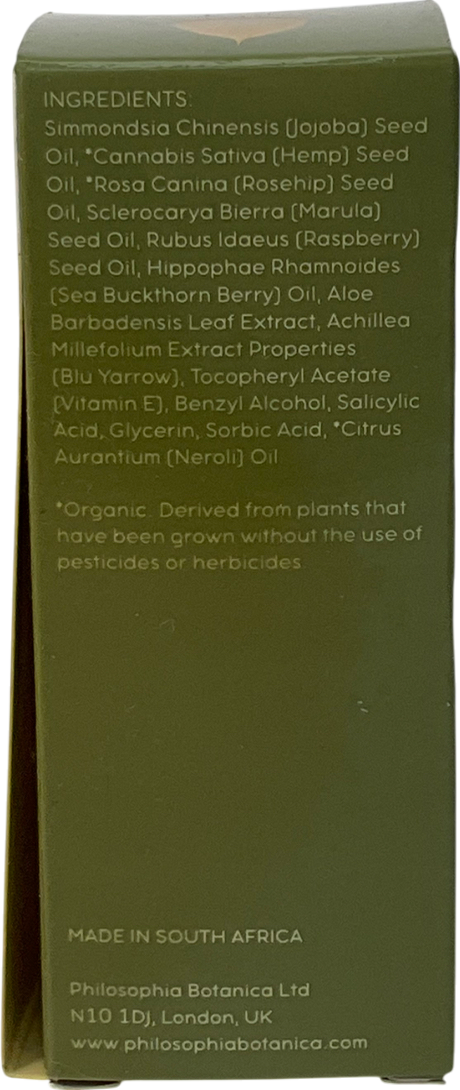 INGREDIENTS:
Simmondsia Chinensis (Jojoba) Seed
Oil, *Cannabis Sativa (Hemp) Seed
Oil, *Rosa Canina (Rosehip) Seed
Oil, Sclerocarya Bierra (Marula)
Seed Oil, Rubus Idaeus (Raspberry)
Seed Oil, Hippophae Rhamnoides
(Sea Buckthorn Berry) Oil, Aloe
Barbadensis Leaf Extract, Achillea
Millefolium Extract Properties
(Blu Yarrow), Tocopheryl Acetate
(Vitamin E), Benzyl Alcohol, Salicylic
Acid, Glycerin, Sorbic Acid, *Citrus
Aurantium (Neroli) Oil
*Organic. Derived from plants that
have been grown without the use of
pesticides or herbicides
MADE IN SOUTH AFRICA
Philosophia Botanica Ltd
N10 1DJ, London, UK
www.philosophiabotanica.com